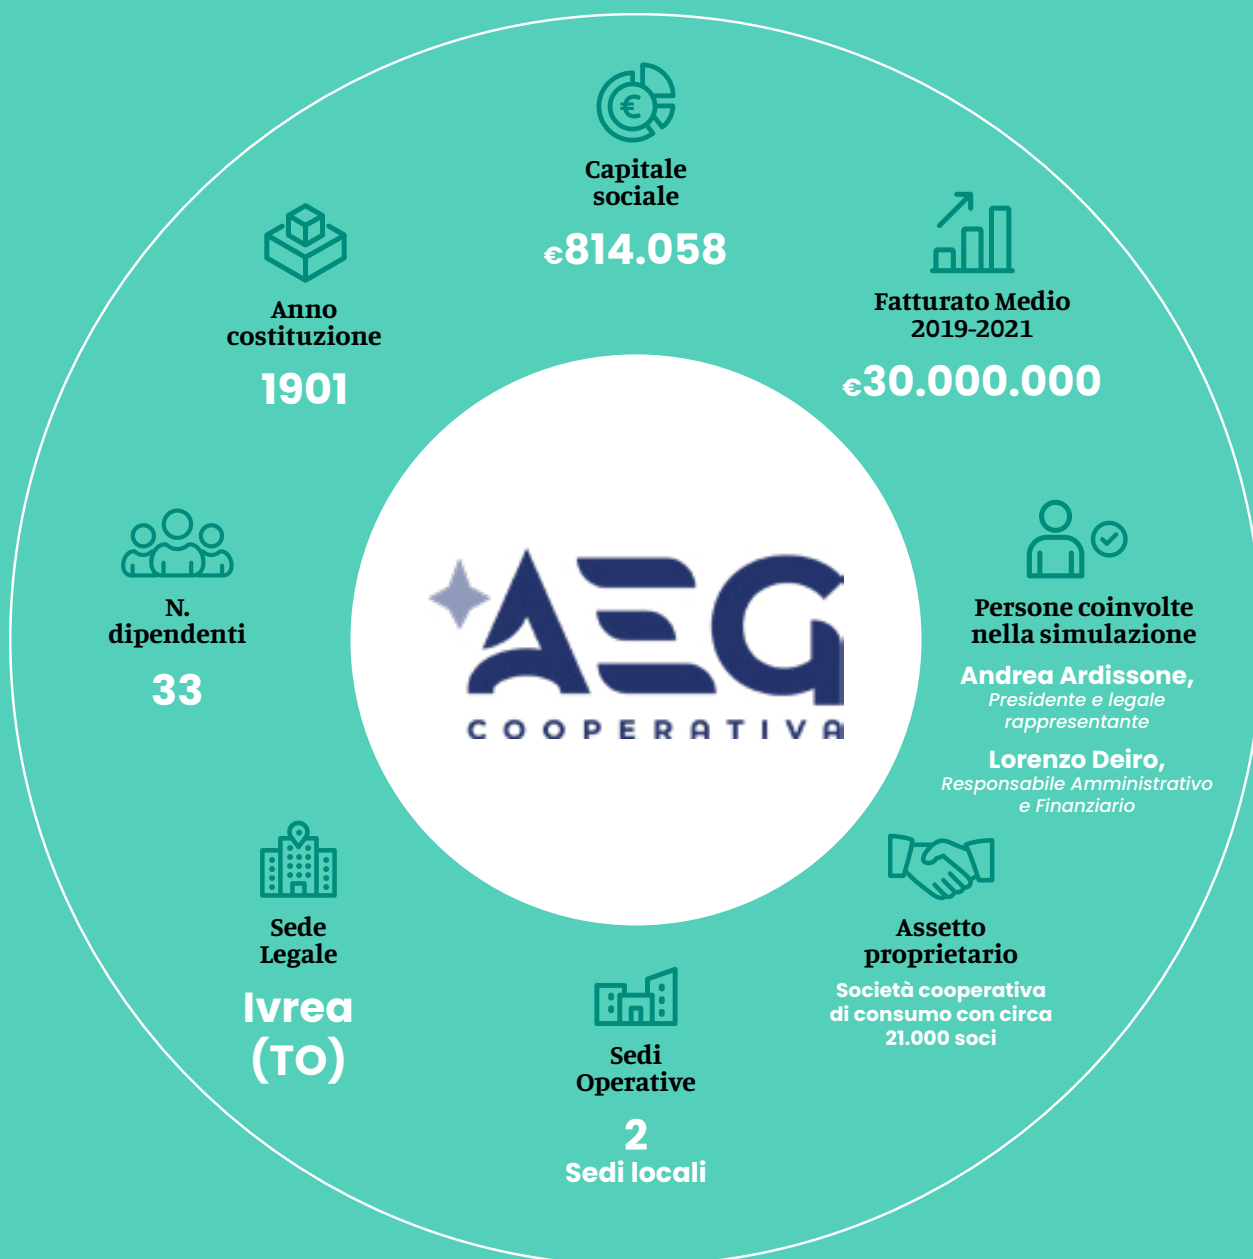 Capitale
sociale
€814.058
Fatturato Medio
2019-2021
€30.000.000
Persone coinvolte
nella simulazione
Andrea Ardissone,
Presidente e legale
rappresentante
Lorenzo Deiro,
Responsabile Amministrativo
e Finanziario
Assetto
proprietario
Società cooperativa
di consumo con circa
21.000 soci
Sedi
Operative
2
Sedi locali
Sede
Legale
Ivrea
(TO)
N.
dipendenti
33
Anno
costituzione
1901
AEG
COOPERATIVA